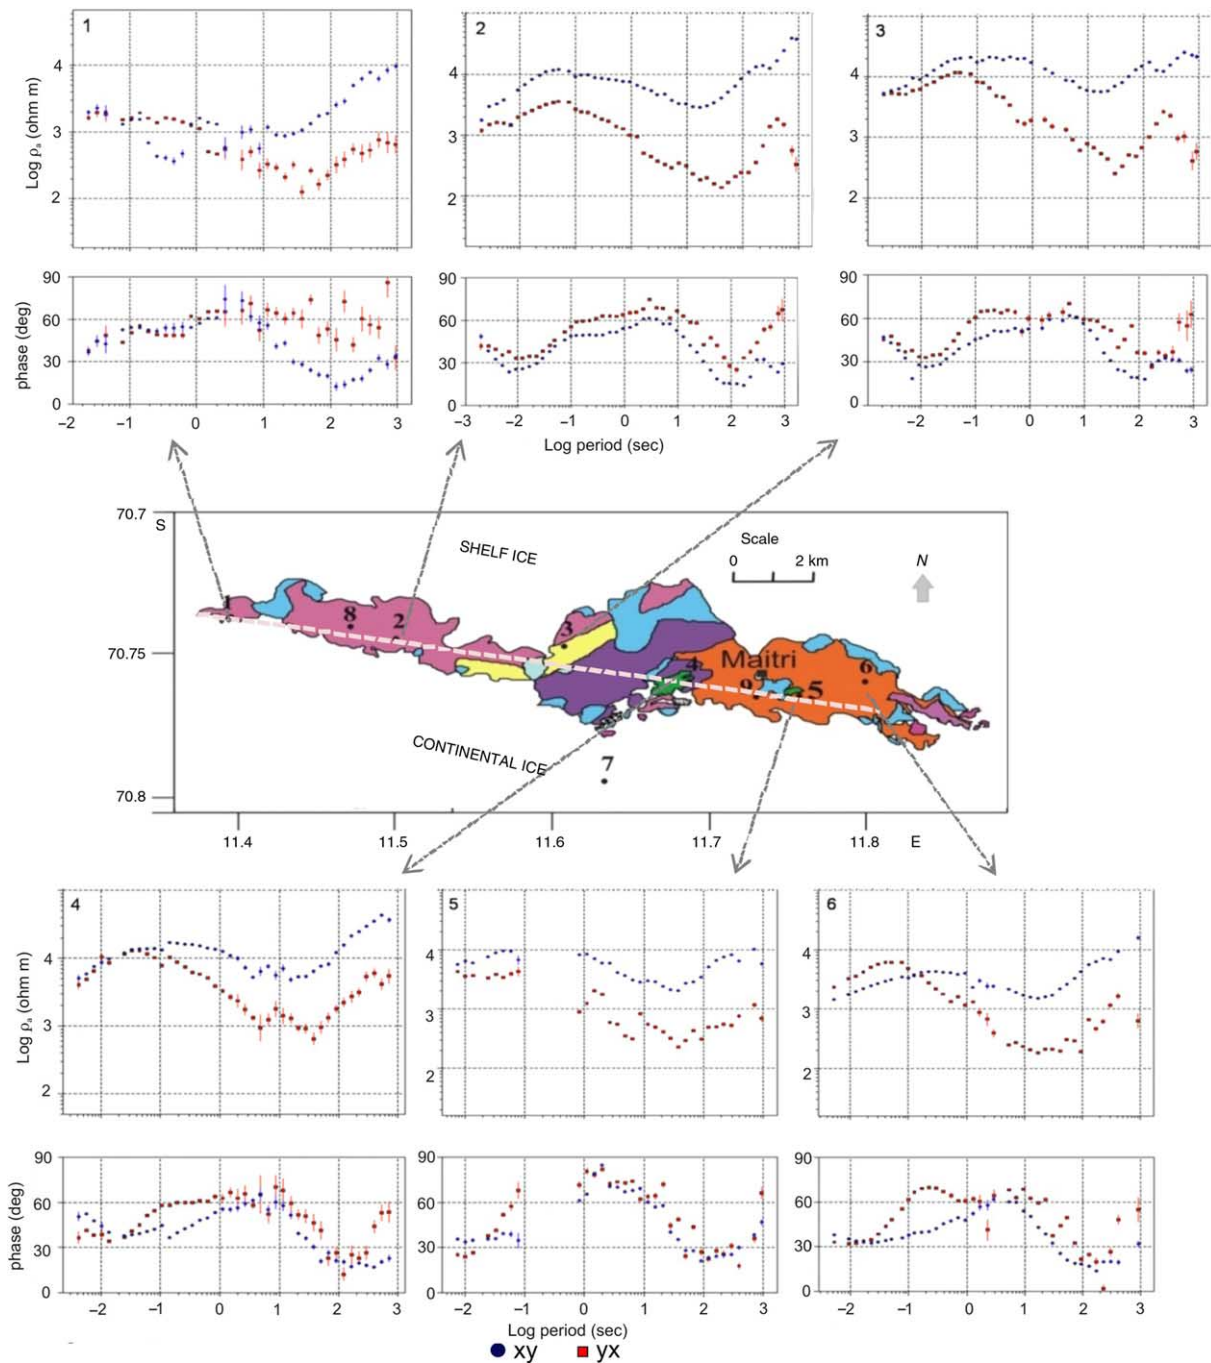 1
2
3
4
4
4
3
3
3
2
2
2
Log ρₐ (ohm m)
90
90
90
60
60
60
30
30
30
0
0
0
phase (deg)
−2 −1 0 1 2 3
−3 −2 −1 0 1 2 3
−2 −1 0 1 2 3
Log period (sec)
70.7
S
SHELF ICE
Scale
0 2 km
N
1
8
2
3
70.75
Maitri
4
9
5
6
CONTINENTAL ICE
7
70.8
11.4 11.5 11.6 11.7 11.8 E
4
5
6
4
4
4
3
3
3
2
2
2
Log ρₐ (ohm m)
90
90
90
60
60
60
30
30
30
0
0
0
phase (deg)
−2 −1 0 1 2 3
−2 −1 0 1 2 3
−2 −1 0 1 2 3
Log period (sec)
xy yx